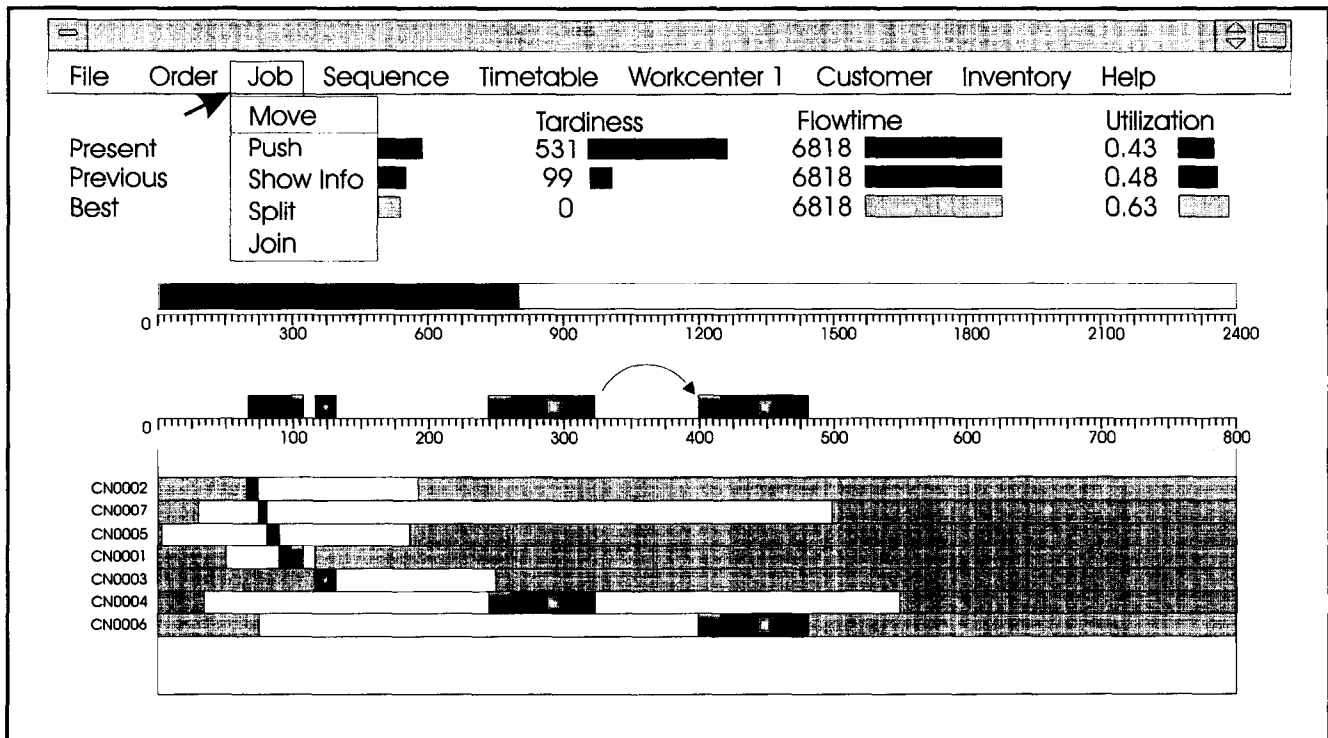 File Order Job Sequence Timetable Workcenter 1 Customer Inventory Help
Move
Push
Show Info
Split
Join
Tardiness Flowtime Utilization
Present 531 6818 0.43
Previous 99 6818 0.48
Best 0 6818 0.63
0 300 600 900 1200 1500 1800 2100 2400
0 100 200 300 400 500 600 700 800
CN0002
CN0007
CN0005
CN0001
CN0003
CN0004
CN0006